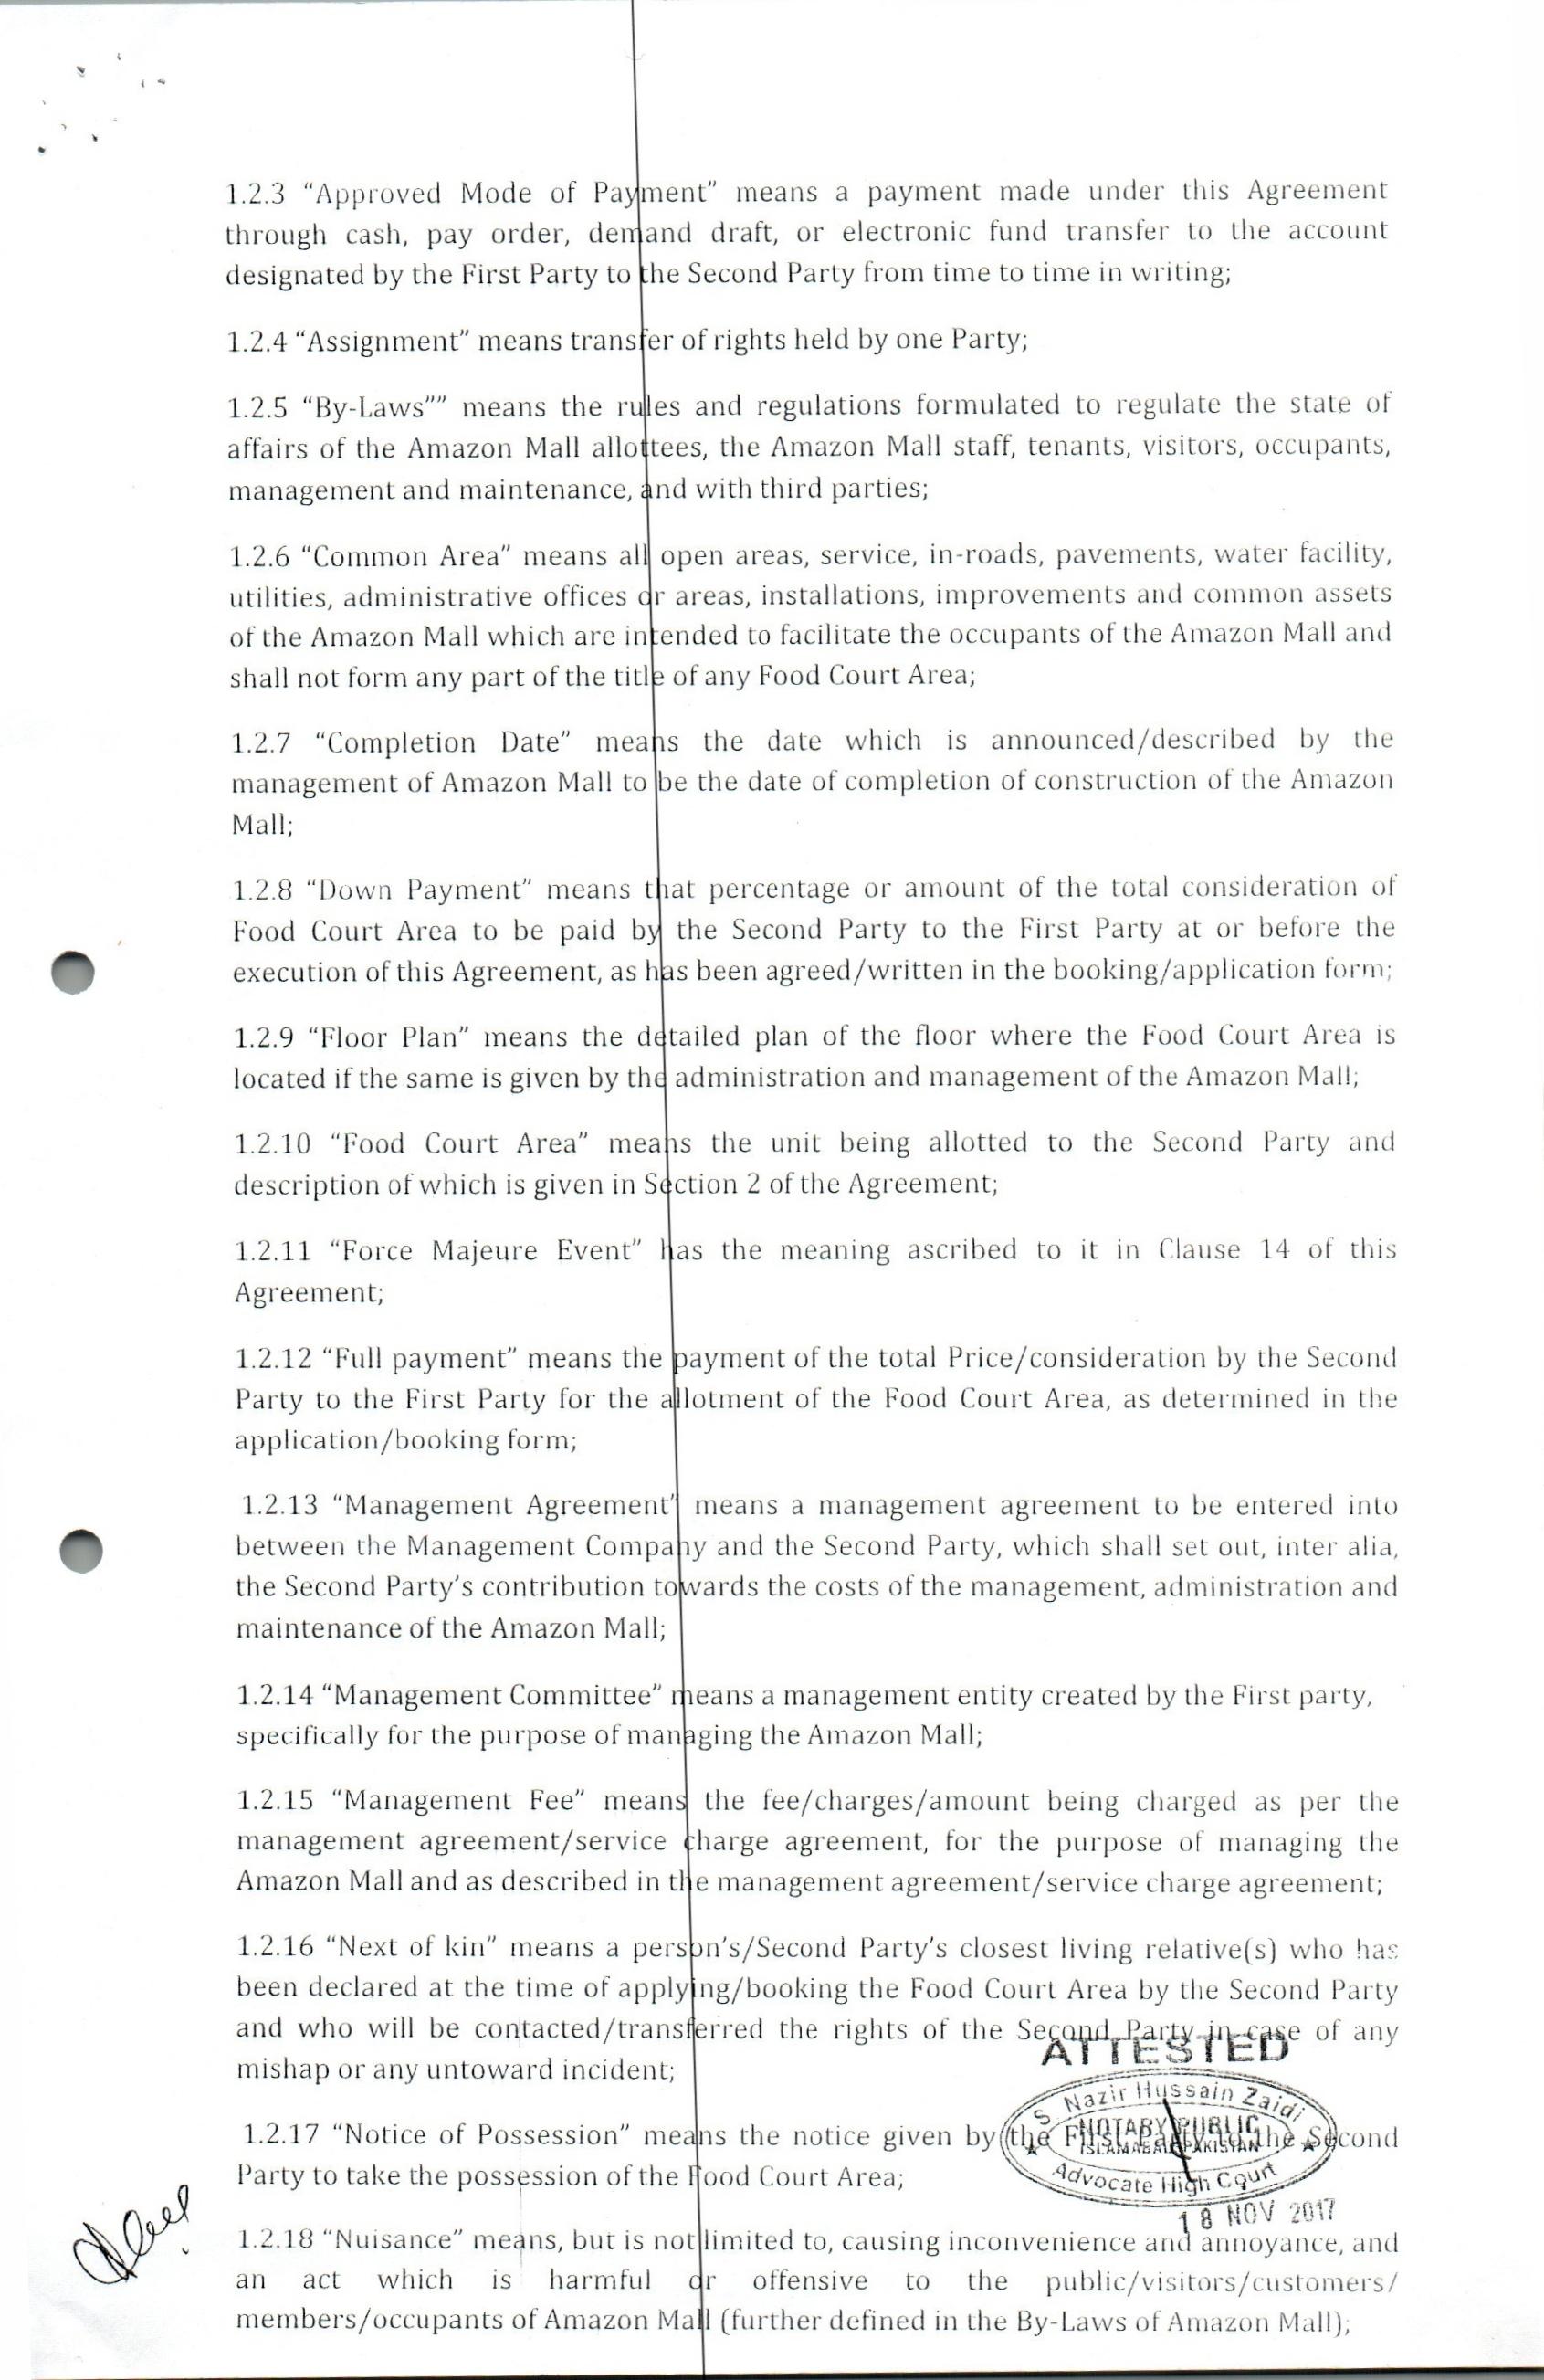 1.2.3 “Approved Mode of Payment” means a payment made under this Agreement
through cash, pay order, demand draft, or electronic fund transfer to the account
designated by the First Party to the Second Party from time to time in writing;
1.2.4 “Assignment” means transfer of rights held by one Party;
1.2.5 “By-Laws”” means the rules and regulations formulated to regulate the state of
affairs of the Amazon Mall allottees, the Amazon Mall staff, tenants, visitors, occupants,
management and maintenance, and with third parties;
1.2.6 “Common Area” means all open areas, service, in-roads, pavements, water facility,
utilities, administrative offices or areas, installations, improvements and common assets
of the Amazon Mall which are intended to facilitate the occupants of the Amazon Mall and
shall not form any part of the title of any Food Court Area;
1.2.7 “Completion Date” means the date which is announced/described by the
management of Amazon Mall to be the date of completion of construction of the Amazon
Mall;
1.2.8 “Down Payment” means that percentage or amount of the total consideration of
Food Court Area to be paid by the Second Party to the First Party at or before the
execution of this Agreement, as has been agreed/written in the booking/application form;
1.2.9 “Floor Plan” means the detailed plan of the floor where the Food Court Area is
located if the same is given by the administration and management of the Amazon Mall;
1.2.10 “Food Court Area” means the unit being allotted to the Second Party and
description of which is given in Section 2 of the Agreement;
1.2.11 “Force Majeure Event” has the meaning ascribed to it in Clause 14 of this
Agreement;
1.2.12 “Full payment” means the payment of the total Price/consideration by the Second
Party to the First Party for the allotment of the Food Court Area, as determined in the
application/booking form;
1.2.13 “Management Agreement” means a management agreement to be entered into
between the Management Company and the Second Party, which shall set out, inter alia,
the Second Party’s contribution towards the costs of the management, administration and
maintenance of the Amazon Mall;
1.2.14 “Management Committee” means a management entity created by the First party,
specifically for the purpose of managing the Amazon Mall;
1.2.15 “Management Fee” means the fee/charges/amount being charged as per the
management agreement/service charge agreement, for the purpose of managing the
Amazon Mall and as described in the management agreement/service charge agreement;
1.2.16 “Next of kin” means a person’s/Second Party’s closest living relative(s) who has
been declared at the time of applying/booking the Food Court Area by the Second Party
and who will be contacted/transferred the rights of the Second Party in case of any
mishap or any untoward incident;
ATTESTED
S. Nazir Hussain Zaidi
NOTARY PUBLIC
ISLAMABAD PAKISTAN
Advocate High Court
18 NOV 2017
1.2.17 “Notice of Possession” means the notice given by the First Party to the Second
Party to take the possession of the Food Court Area;
1.2.18 “Nuisance” means, but is not limited to, causing inconvenience and annoyance, and
an act which is harmful or offensive to the public/visitors/customers/
members/occupants of Amazon Mall (further defined in the By-Laws of Amazon Mall);